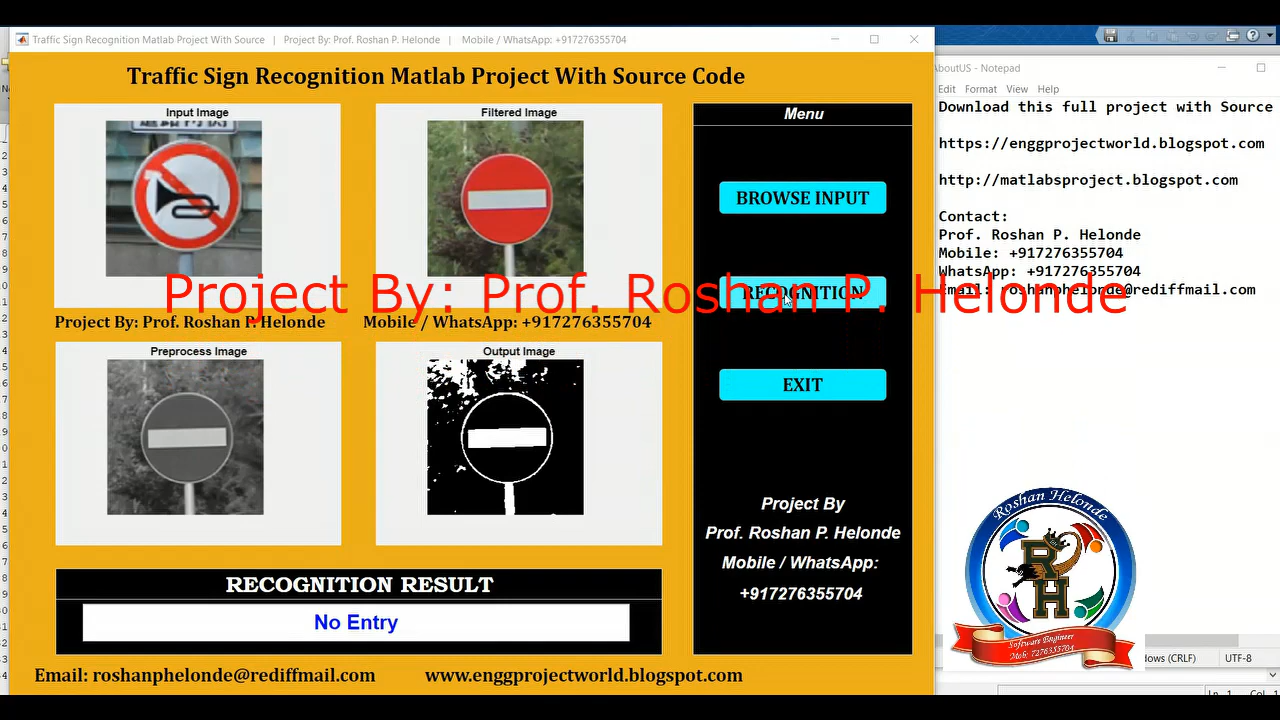 Traffic Sign Recognition Matlab Project With Source | Project By: Prof. Roshan P. Helonde | Mobile / WhatsApp: +917276355704
Traffic Sign Recognition Matlab Project With Source Code
Input Image
Filtered Image
Project By: Prof. Roshan P. Helonde
Project By: Prof. Roshan P. Helonde
Mobile / WhatsApp: +917276355704
Preprocess Image
Output Image
RECOGNITION RESULT
No Entry
Email: roshanphelonde@rediffmail.com
www.enggprojectworld.blogspot.com
Menu
BROWSE INPUT
RECOGNITION
EXIT
Project By
Prof. Roshan P. Helonde
Mobile / WhatsApp:
+917276355704
AboutUS - Notepad
Edit Format View Help
Download this full project with Source
https://enggprojectworld.blogspot.com
http://matlabsproject.blogspot.com
Contact:
Prof. Roshan P. Helonde
Mobile: +917276355704
WhatsApp: +917276355704
Email: roshanphelonde@rediffmail.com
Roshan Helonde
RH
Software Engineer
Mob: 7276355704
(CRLF)
UTF-8